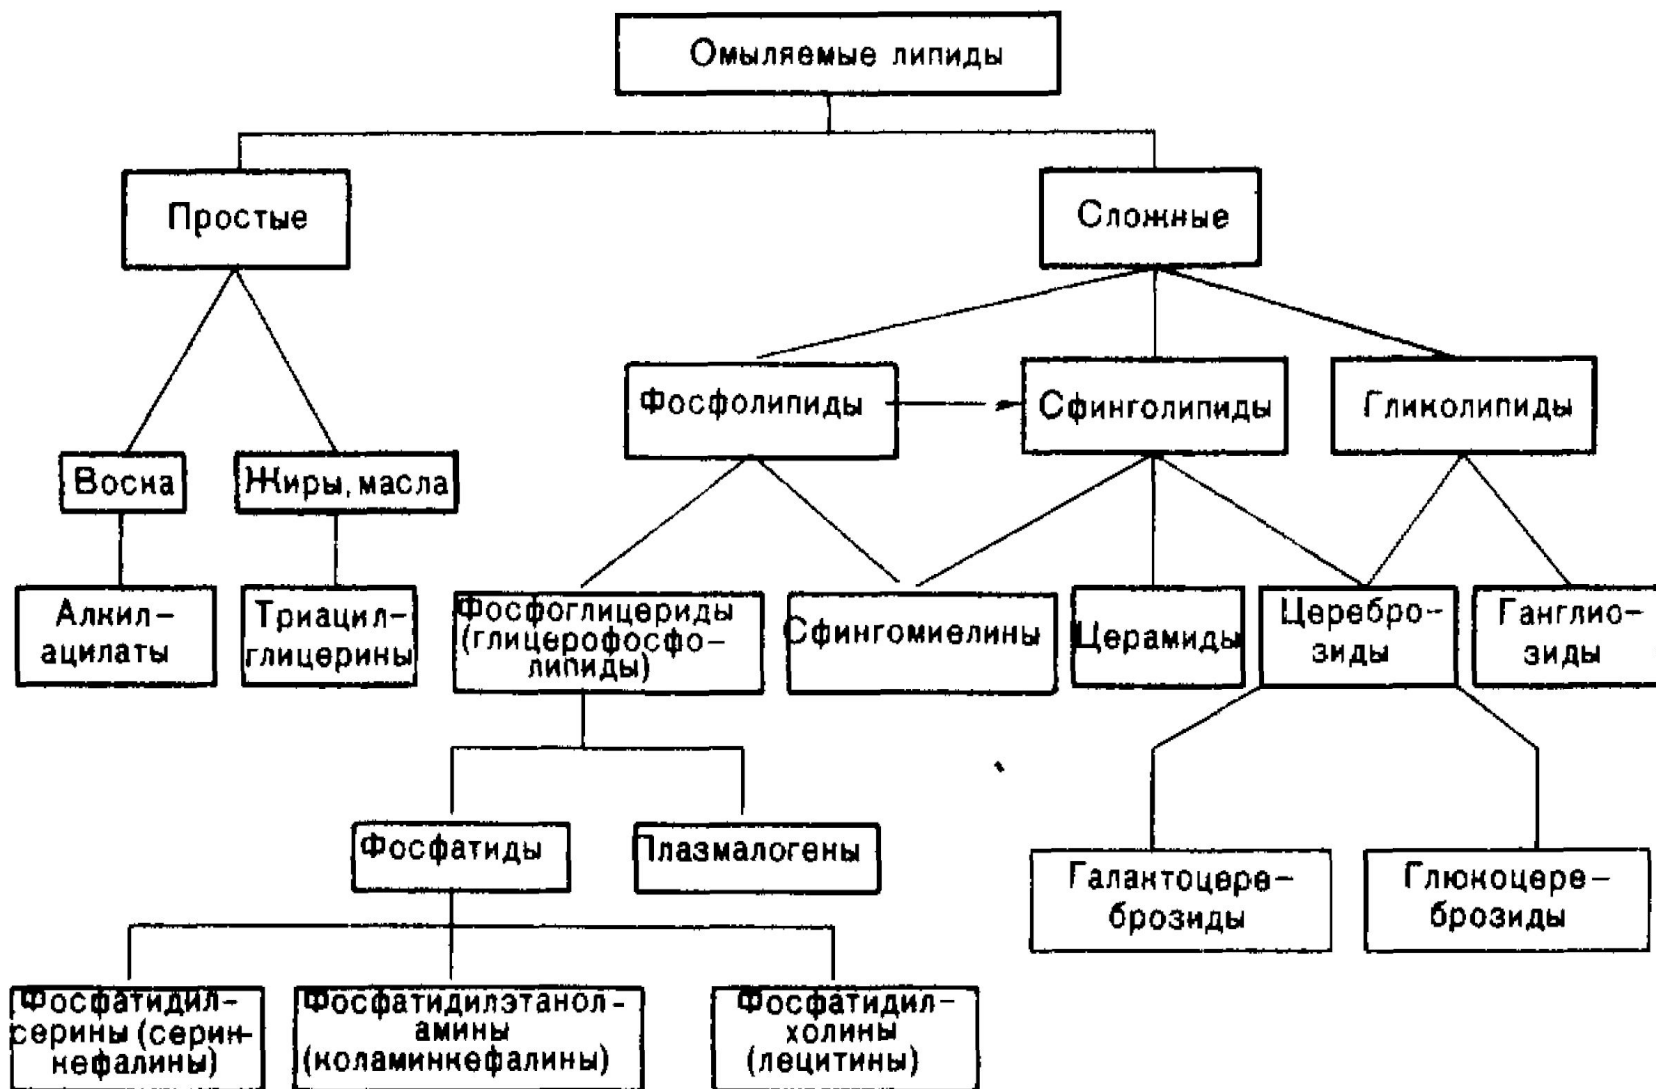 Омыляемые липиды
Простые
Сложные
Фосфолипиды
Сфинголипиды
Гликолипиды
Воска
Жиры, масла
Алкил-
ацилаты
Триацил-
глицерины
Фосфоглицериды
(глицерофосфо-
липиды)
Сфингомиелины
Церамиды
Церебро-
зиды
Ганглио-
зиды
Фосфатиды
Плазмалогены
Галактоцере-
брозиды
Глюкоцере-
брозиды
Фосфатидил-
серины (серин-
кефалины)
Фосфатидилэтанол-
амины
(коламинкефалины)
Фосфатидил-
холины
(лецитины)